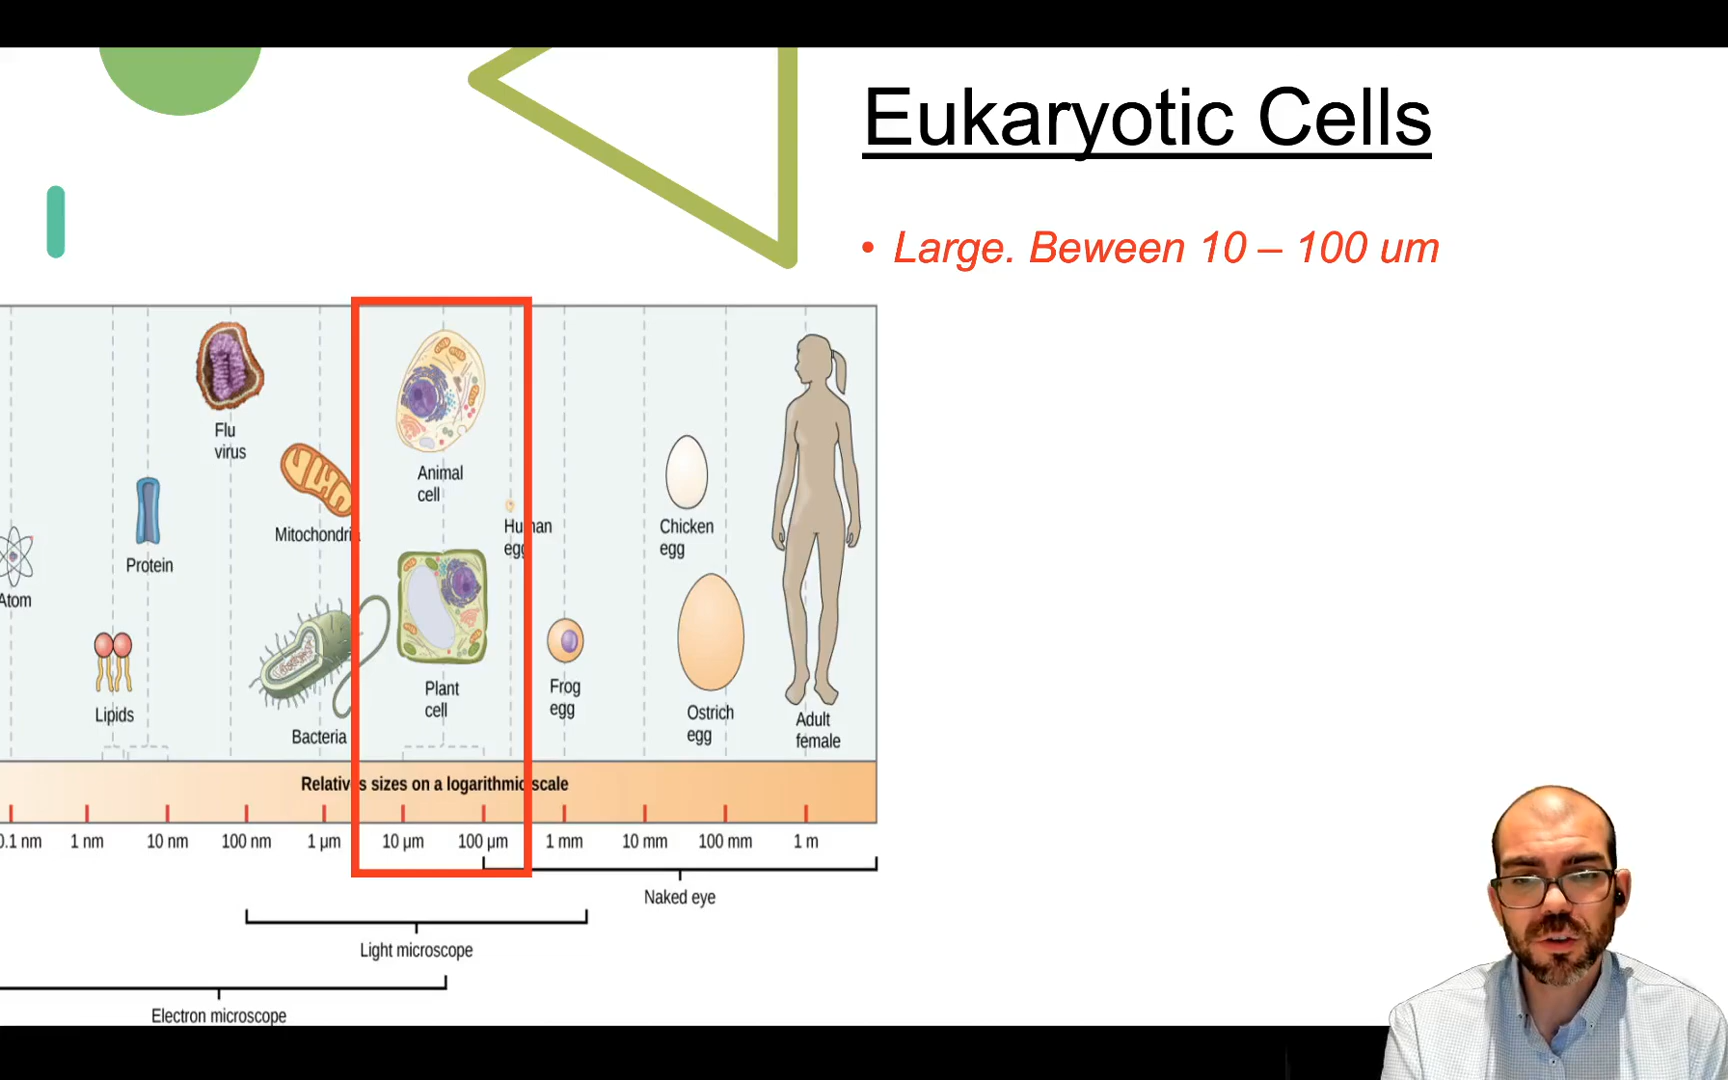 Eukaryotic Cells
• Large. Beween 10 – 100 um
Flu
virus
Animal
cell
Mitochondri
Human
egg
Chicken
egg
Protein
Atom
Plant
cell
Frog
egg
Lipids
Bacteria
Ostrich
egg
Adult
female
Relative sizes on a logarithmic scale
0.1 nm 1 nm 10 nm 100 nm 1 µm 10 µm 100 µm 1 mm 10 mm 100 mm 1 m
Naked eye
Light microscope
Electron microscope